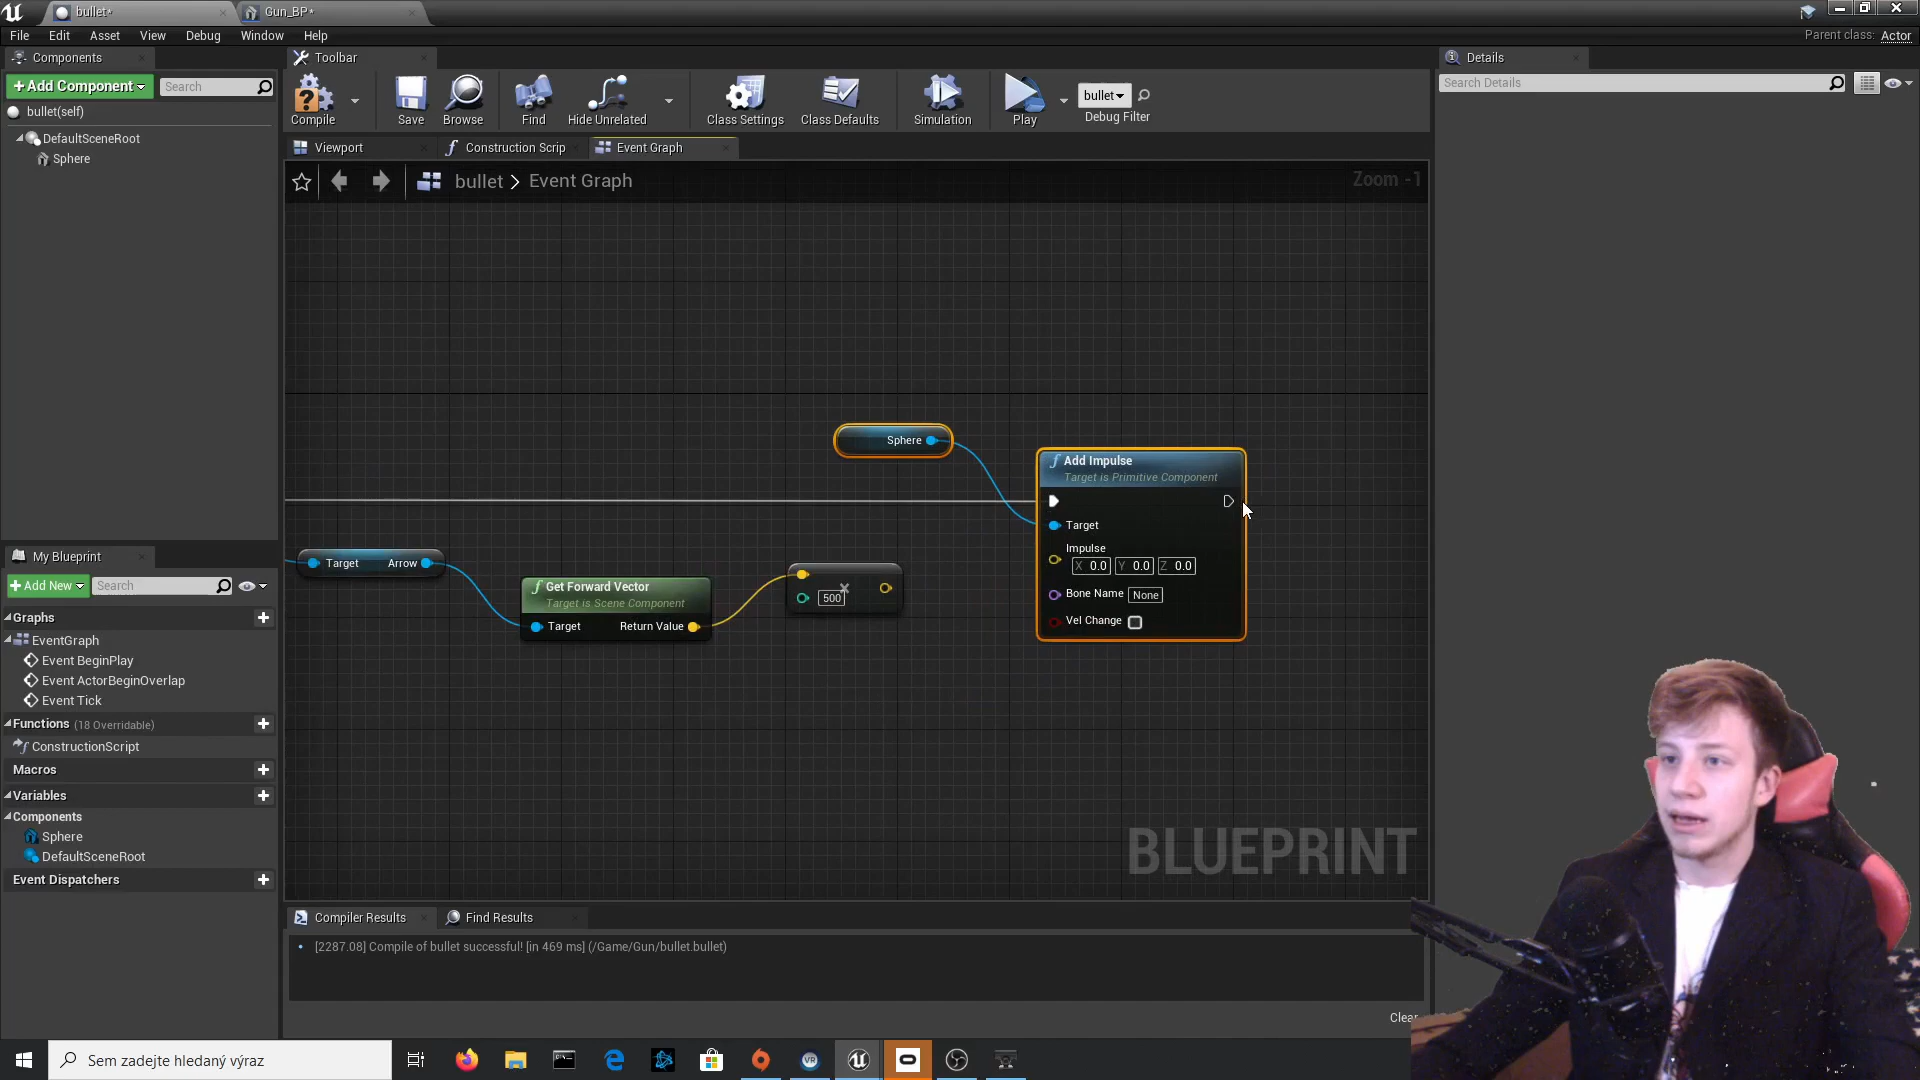 bullet*
Gun_BP*
File Edit Asset View Debug Window Help
Parent class: Actor
Components
Toolbar
Details
+Add Component
Search
Search Details
bullet(self)
DefaultSceneRoot
Sphere
Compile
Save
Browse
Find
Hide Unrelated
Class Settings
Class Defaults
Simulation
Play
bullet
Debug Filter
Viewport
Construction Scrip
Event Graph
bullet > Event Graph
Zoom -1
Sphere
Add Impulse
Target is Primitive Component
Target
Impulse
X 0.0 Y 0.0 Z 0.0
Bone Name None
Vel Change
Target Arrow
Get Forward Vector
Target is Scene Component
Target Return Value
500
BLUEPRINT
My Blueprint
+Add New
Search
Graphs
EventGraph
Event BeginPlay
Event ActorBeginOverlap
Event Tick
Functions (18 Overridable)
ConstructionScript
Macros
Variables
Components
Sphere
DefaultSceneRoot
Event Dispatchers
Compiler Results
Find Results
[2287.08] Compile of bullet successful! [in 469 ms] (/Game/Gun/bullet.bullet)
Clear
Sem zadejte hledaný výraz